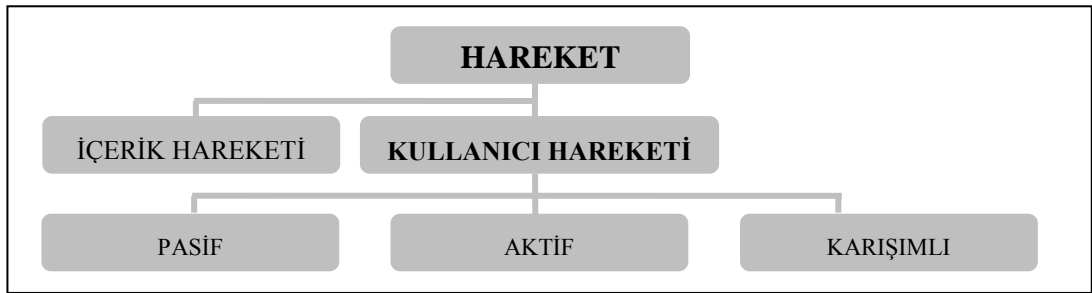 HAREKET
İÇERİK HAREKETİ
KULLANICI HAREKETİ
PASİF
AKTİF
KARIŞIMLI